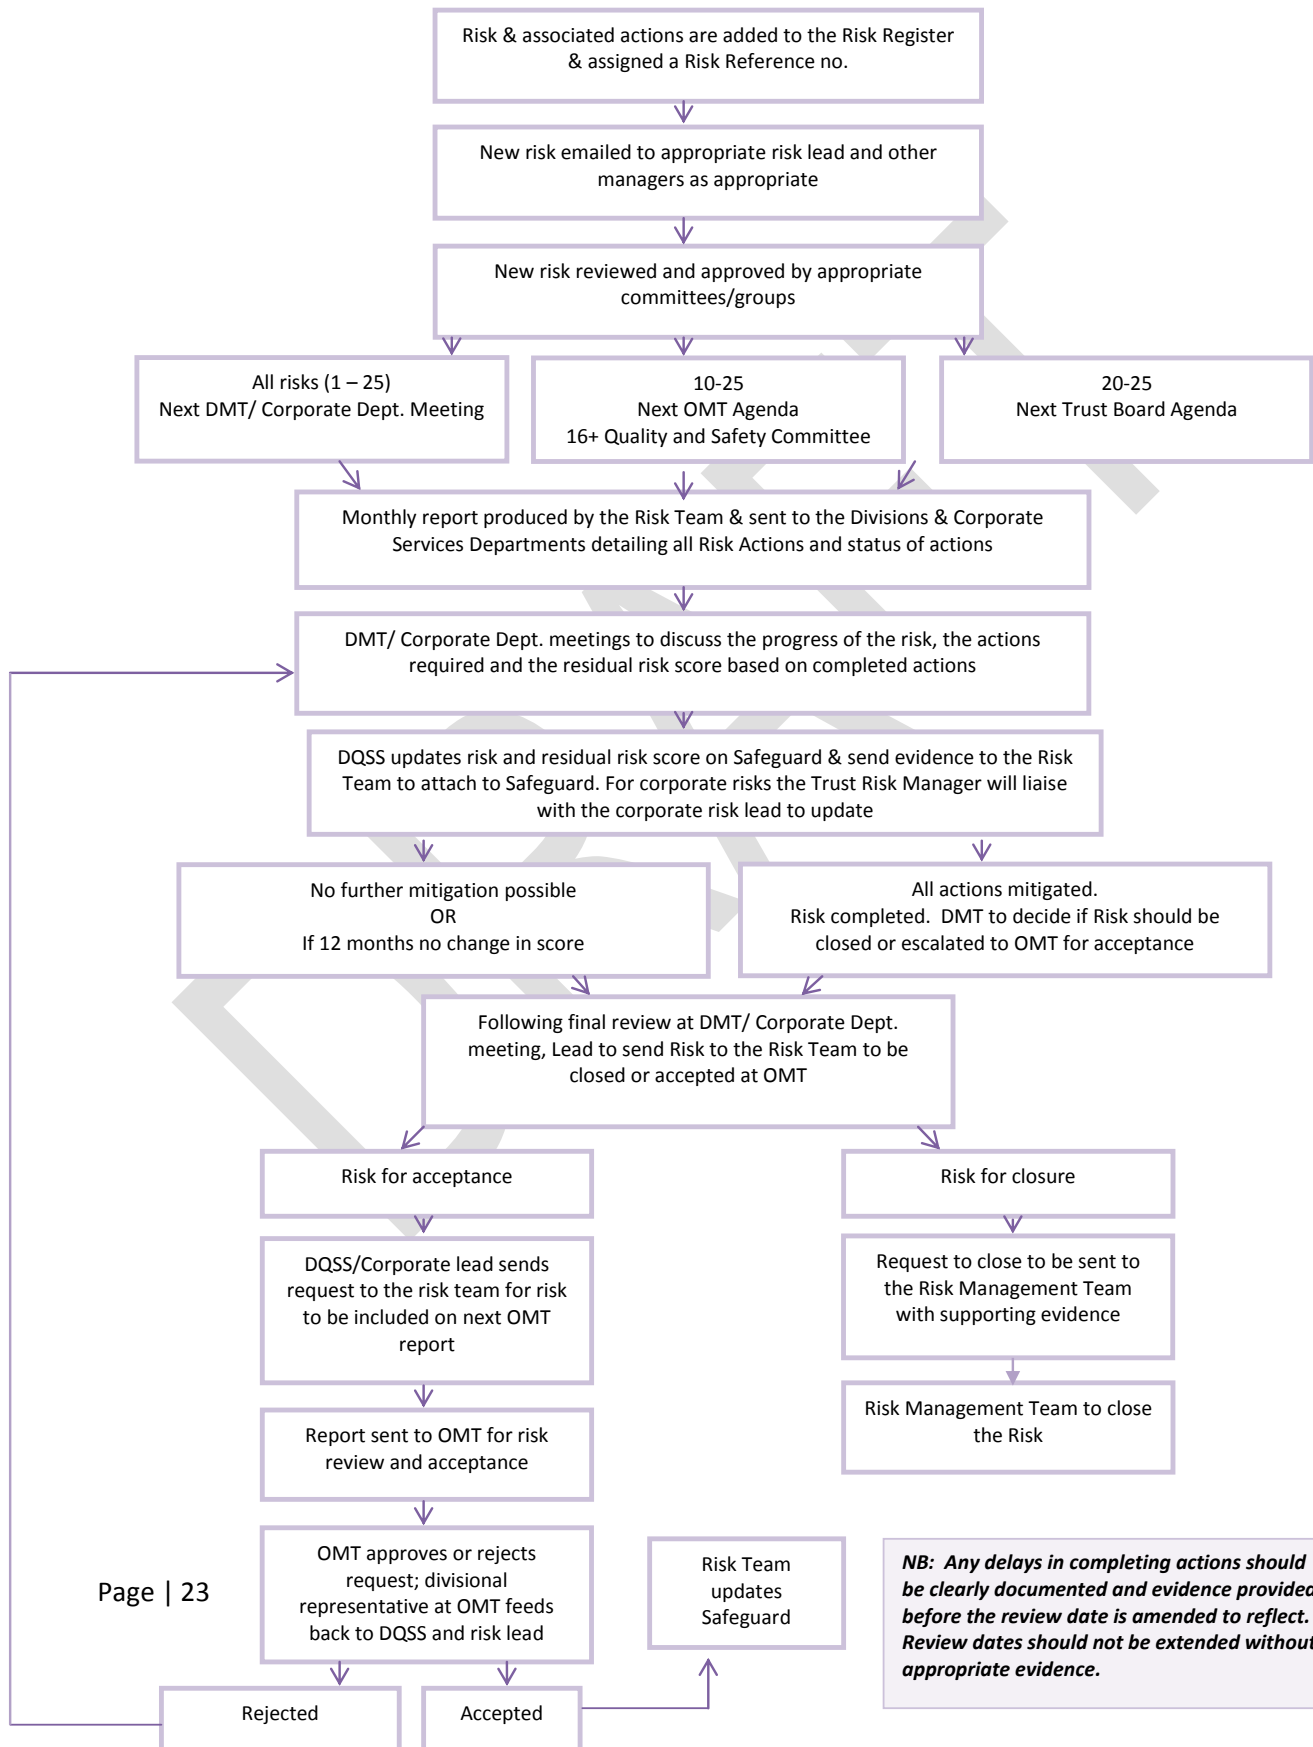 Risk & associated actions are added to the Risk Register
& assigned a Risk Reference no.
New risk emailed to appropriate risk lead and other
managers as appropriate
New risk reviewed and approved by appropriate
committees/groups
All risks (1 – 25)
Next DMT/ Corporate Dept. Meeting
10-25
Next OMT Agenda
16+ Quality and Safety Committee
20-25
Next Trust Board Agenda
Monthly report produced by the Risk Team & sent to the Divisions & Corporate
Services Departments detailing all Risk Actions and status of actions
DMT/ Corporate Dept. meetings to discuss the progress of the risk, the actions
required and the residual risk score based on completed actions
DQSS updates risk and residual risk score on Safeguard & send evidence to the Risk
Team to attach to Safeguard. For corporate risks the Trust Risk Manager will liaise
with the corporate risk lead to update
No further mitigation possible
OR
If 12 months no change in score
All actions mitigated.
Risk completed.  DMT to decide if Risk should be
closed or escalated to OMT for acceptance
Following final review at DMT/ Corporate Dept.
meeting, Lead to send Risk to the Risk Team to be
closed or accepted at OMT
Risk for acceptance
Risk for closure
DQSS/Corporate lead sends
request to the risk team for risk
to be included on next OMT
report
Request to close to be sent to
the Risk Management Team
with supporting evidence
Risk Management Team to close
the Risk
Report sent to OMT for risk
review and acceptance
OMT approves or rejects
request; divisional
representative at OMT feeds
back to DQSS and risk lead
Risk Team
updates
Safeguard
NB:  Any delays in completing actions should
be clearly documented and evidence provided
before the review date is amended to reflect.
Review dates should not be extended without
appropriate evidence.
Page | 23
Rejected
Accepted
DRAFT